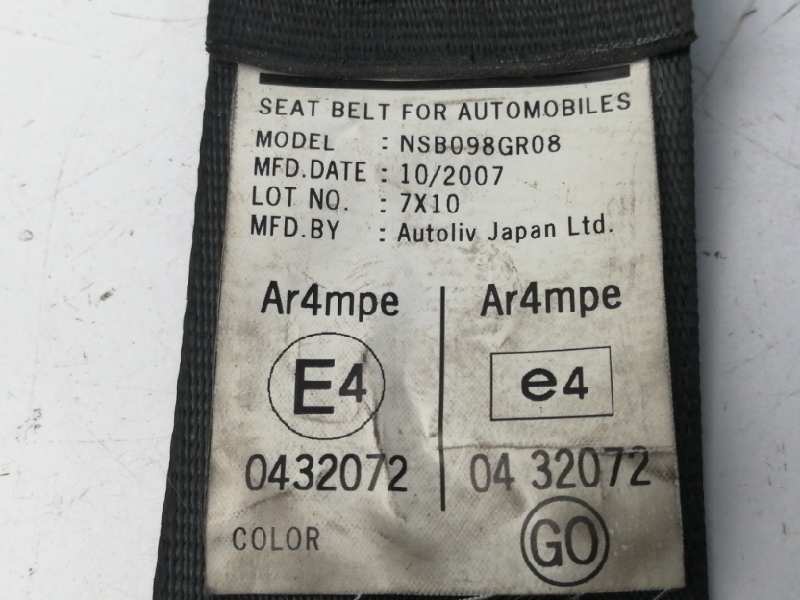 SEAT BELT FOR AUTOMOBILES
MODEL : NSB098GR08
MFD.DATE : 10/2007
LOT NO. : 7X10
MFD.BY : Autoliv Japan Ltd.
Ar4mpe Ar4mpe
E4 e4
0432072 04 32072
COLOR GO